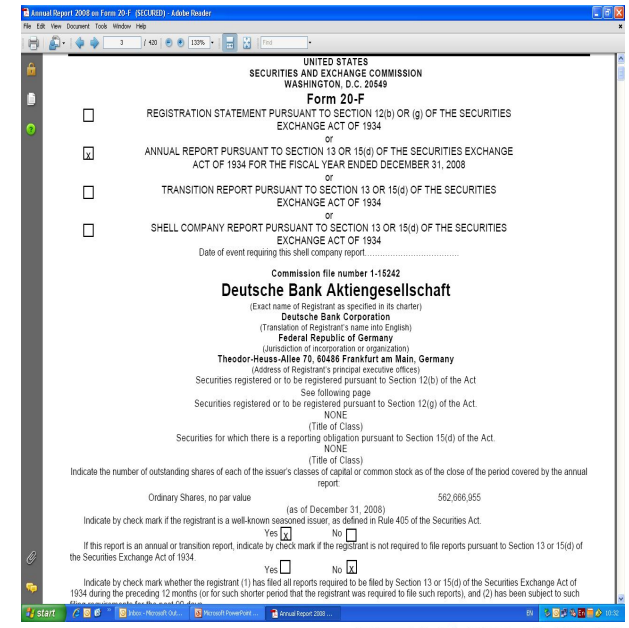 Annual Report 2008 on Form 20-F (SECURED) - Adobe Reader
File Edit View Document Tools Window Help
3 / 420 133% Find
UNITED STATES
SECURITIES AND EXCHANGE COMMISSION
WASHINGTON, D.C. 20549
Form 20-F
REGISTRATION STATEMENT PURSUANT TO SECTION 12(b) OR (g) OF THE SECURITIES
EXCHANGE ACT OF 1934
or
X ANNUAL REPORT PURSUANT TO SECTION 13 OR 15(d) OF THE SECURITIES EXCHANGE
ACT OF 1934 FOR THE FISCAL YEAR ENDED DECEMBER 31, 2008
or
TRANSITION REPORT PURSUANT TO SECTION 13 OR 15(d) OF THE SECURITIES
EXCHANGE ACT OF 1934
or
SHELL COMPANY REPORT PURSUANT TO SECTION 13 OR 15(d) OF THE SECURITIES
EXCHANGE ACT OF 1934
Date of event requiring this shell company report....................................
Commission file number 1-15242
Deutsche Bank Aktiengesellschaft
(Exact name of Registrant as specified in its charter)
Deutsche Bank Corporation
(Translation of Registrant's name into English)
Federal Republic of Germany
(Jurisdiction of incorporation or organization)
Theodor-Heuss-Allee 70, 60486 Frankfurt am Main, Germany
(Address of Registrant's principal executive offices)
Securities registered or to be registered pursuant to Section 12(b) of the Act
See following page
Securities registered or to be registered pursuant to Section 12(g) of the Act.
NONE
(Title of Class)
Securities for which there is a reporting obligation pursuant to Section 15(d) of the Act.
NONE
(Title of Class)
Indicate the number of outstanding shares of each of the issuer's classes of capital or common stock as of the close of the period covered by the annual
report:
Ordinary Shares, no par value 562,666,955
(as of December 31, 2008)
Indicate by check mark if the registrant is a well-known seasoned issuer, as defined in Rule 405 of the Securities Act.
Yes X No
If this report is an annual or transition report, indicate by check mark if the registrant is not required to file reports pursuant to Section 13 or 15(d) of
the Securities Exchange Act of 1934.
Yes No X
Indicate by check mark whether the registrant (1) has filed all reports required to be filed by Section 13 or 15(d) of the Securities Exchange Act of
1934 during the preceding 12 months (or for such shorter period that the registrant was required to file such reports), and (2) has been subject to such
filing requirements for the past 90 days.
start Inbox - Microsoft Out... Microsoft PowerPoint ... Annual Report 2008 ... EN 10:32